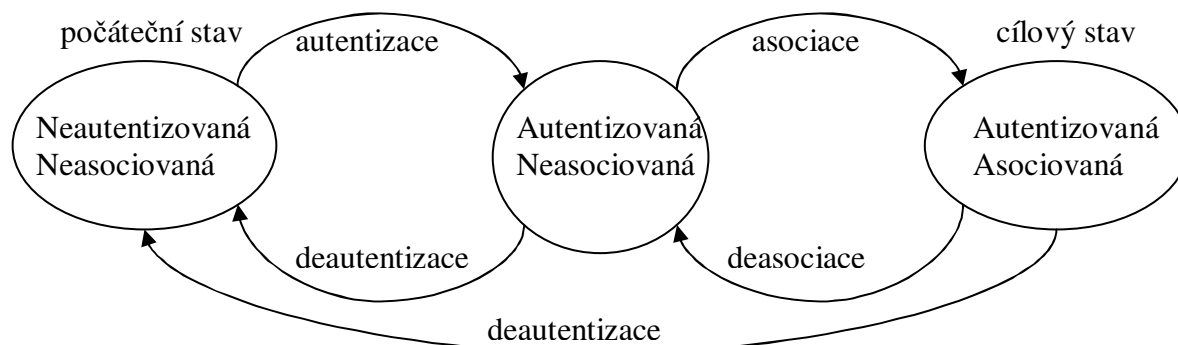 počáteční stav
autentizace
asociace
cílový stav
Neautentizovaná
Neasociovaná
Autentizovaná
Neasociovaná
Autentizovaná
Asociovaná
deautentizace
deasociace
deautentizace